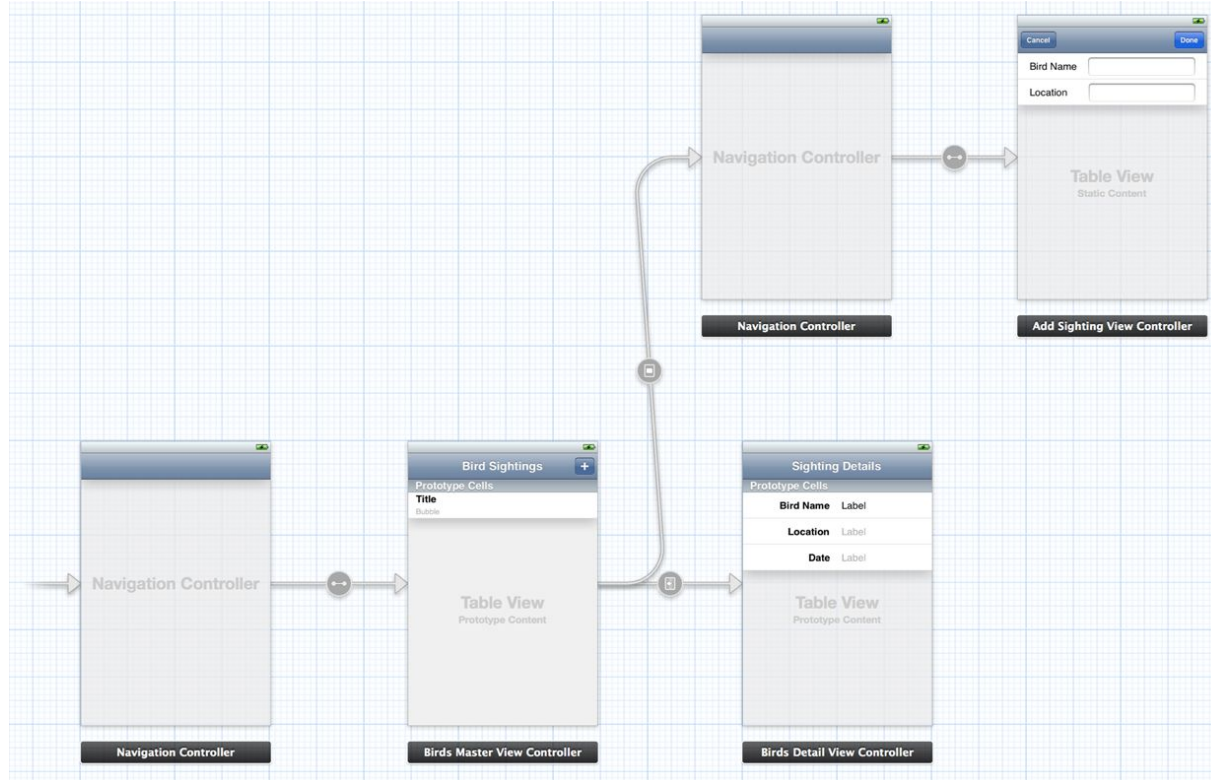 Cancel Done
Bird Name
Location
Navigation Controller
Table View
Static Content
Navigation Controller
Add Sighting View Controller
Navigation Controller
Bird Sightings +
Prototype Cells
Title
Bubble
Table View
Prototype Content
Sighting Details
Prototype Cells
Bird Name Label
Location Label
Date Label
Table View
Prototype Content
Navigation Controller
Birds Master View Controller
Birds Detail View Controller